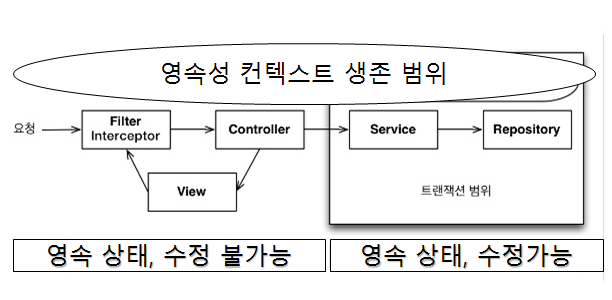 영속성 컨텍스트 생존 범위
요청
Filter
Interceptor
Controller
Service
Repository
View
트랜잭션 범위
영속 상태, 수정 불가능
영속 상태, 수정가능